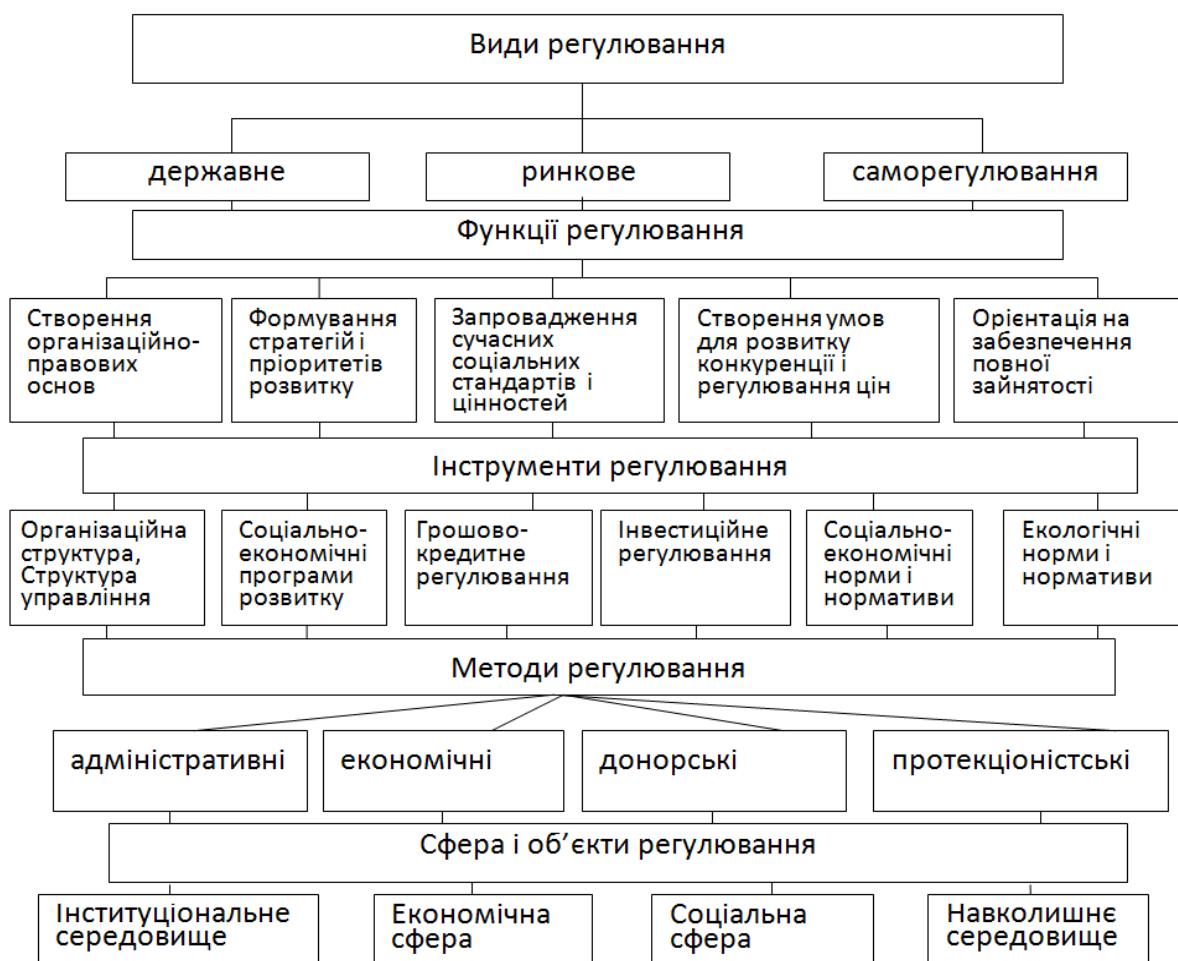 Види регулювання
державне
ринкове
саморегулювання
Функції регулювання
Створення
організаційно-
правових
основ
Формування
стратегій і
пріоритетів
розвитку
Запровадження
сучасних
соціальних
стандартів і
цінностей
Створення умов
для розвитку
конкуренції і
регулювання цін
Орієнтація на
забезпечення
повної
зайнятості
Інструменти регулювання
Організаційна
структура,
Структура
управління
Соціально-
економічні
програми
розвитку
Грошово-
кредитне
регулювання
Інвестиційне
регулювання
Соціально-
економічні
норми і
нормативи
Екологічні
норми і
нормативи
Методи регулювання
адміністративні
економічні
донорські
протекціоністські
Сфера і об’єкти регулювання
Інституціональне
середовище
Економічна
сфера
Соціальна
сфера
Навколишнє
середовище